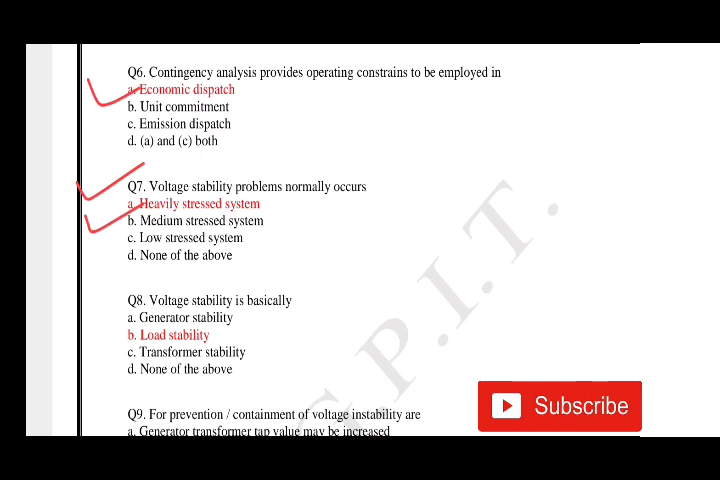 Q6. Contingency analysis provides operating constrains to be employed in
a. Economic dispatch
b. Unit commitment
c. Emission dispatch
d. (a) and (c) both
Q7. Voltage stability problems normally occurs
a. Heavily stressed system
b. Medium stressed system
c. Low stressed system
d. None of the above
Q8. Voltage stability is basically
a. Generator stability
b. Load stability
c. Transformer stability
d. None of the above
Q9. For prevention / containment of voltage instability are
a. Generator transformer tap value may be increased
G.P.I.T.
Subscribe